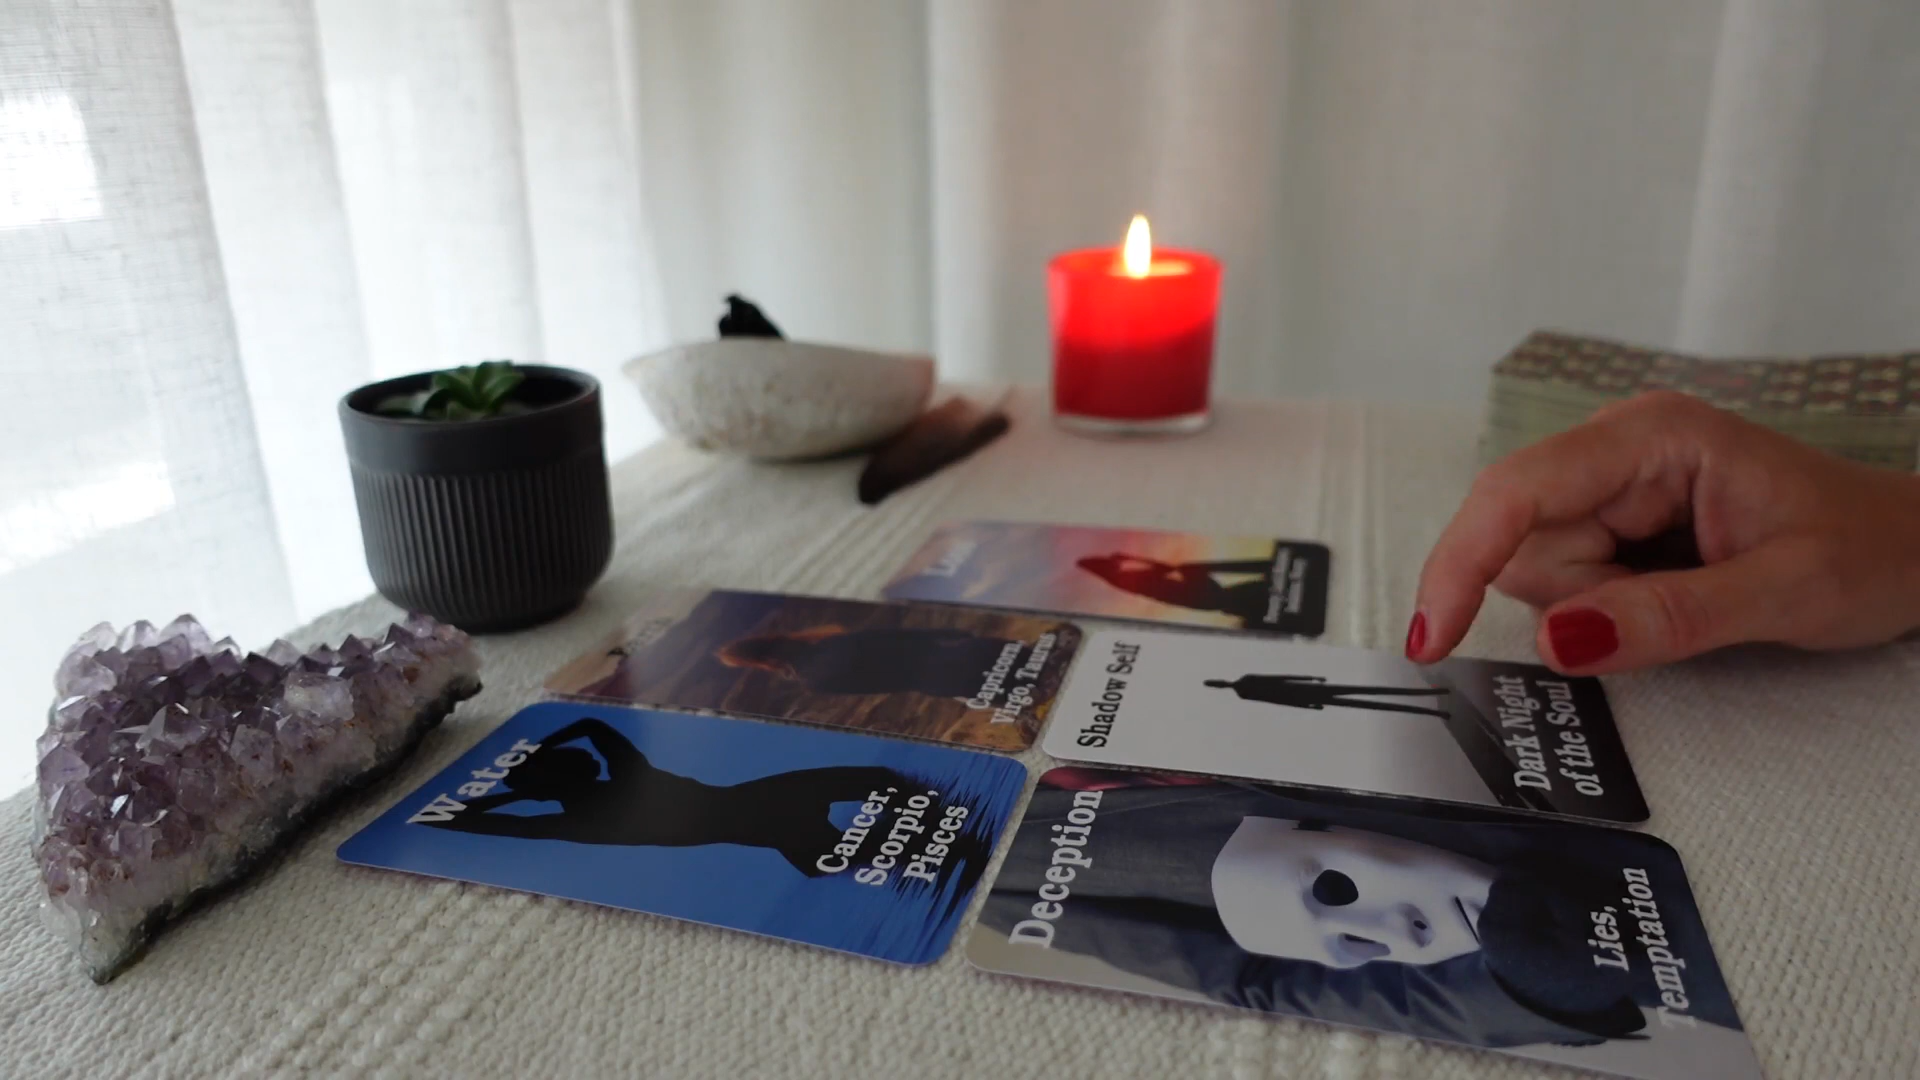 Water
Cancer,
Scorpio,
Pisces
Capricorn,
Virgo, Taurus
Shadow Self
Dark Night
of the Soul
Deception
Lies,
Temptation